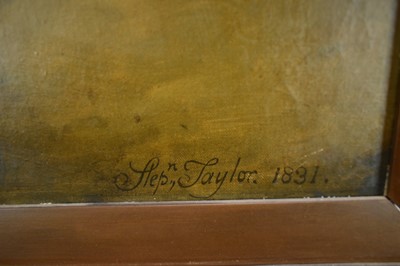 Stepⁿ, Taylor. 1831.